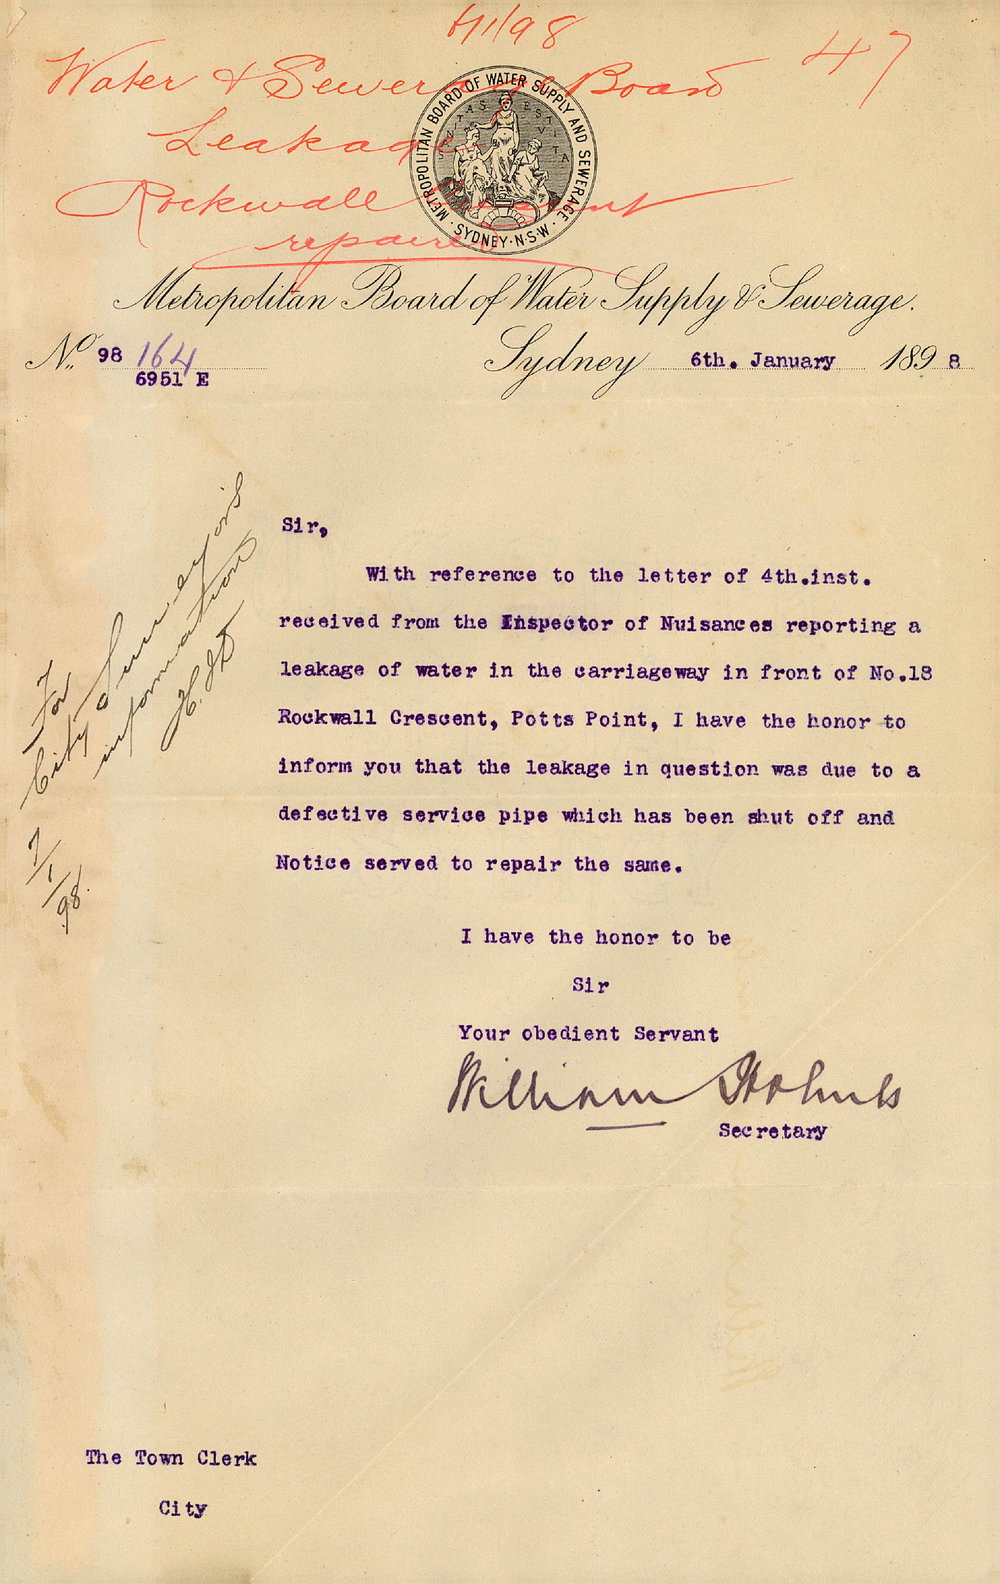 6/1/98
47
Water & Sewerage Board
Leakage
Rockwall Crescent
repaired
METROPOLITAN BOARD OF WATER SUPPLY AND SEWERAGE.
SYDNEY·N·S·W·
Metropolitan Board of Water Supply & Sewerage.
No. 98 164
6951 E
Sydney 6th. January 1898
For
City Surveyor's
information
7/1/98.
Sir,
With reference to the letter of 4th.inst.
received from the Inspector of Nuisances reporting a
leakage of water in the carriageway in front of No.18
Rockwall Crescent, Potts Point, I have the honor to
inform you that the leakage in question was due to a
defective service pipe which has been shut off and
Notice served to repair the same.
I have the honor to be
Sir
Your obedient Servant
William Holmes
Secretary
The Town Clerk
City